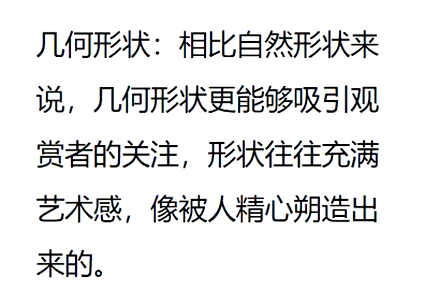 几何形状：相比自然形状来
说，几何形状更能够吸引观
赏者的关注，形状往往充满
艺术感，像被人精心朔造出
来的。